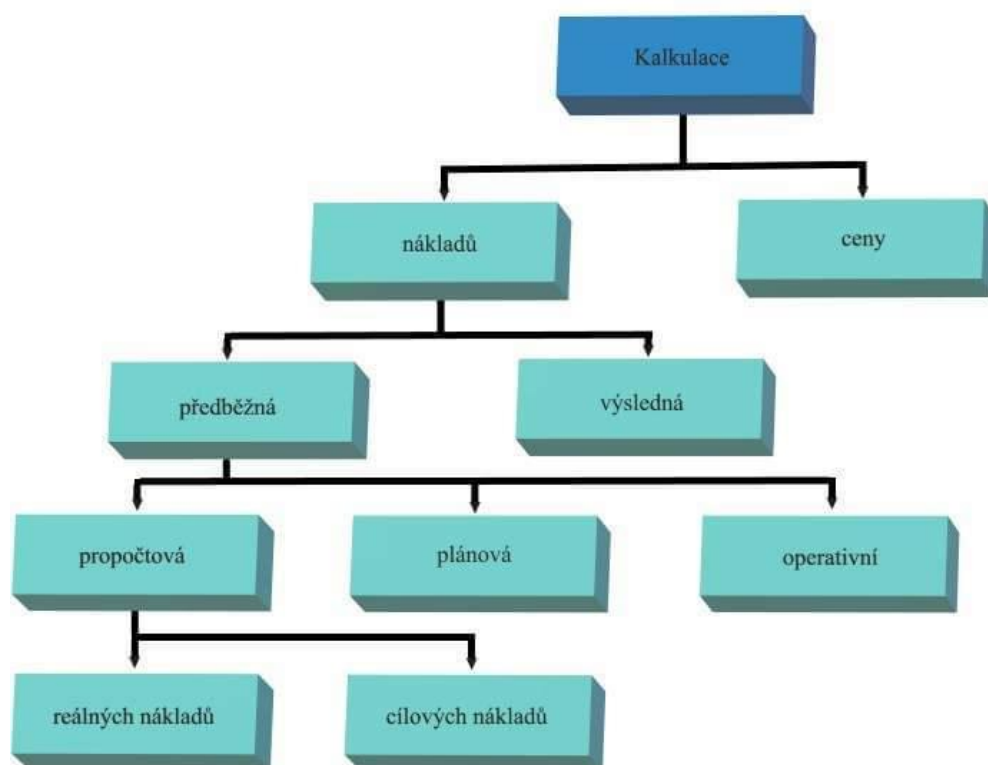 Kalkulace
nákladů
ceny
předběžná
výsledná
propočtová
plánová
operativní
reálných nákladů
cílových nákladů